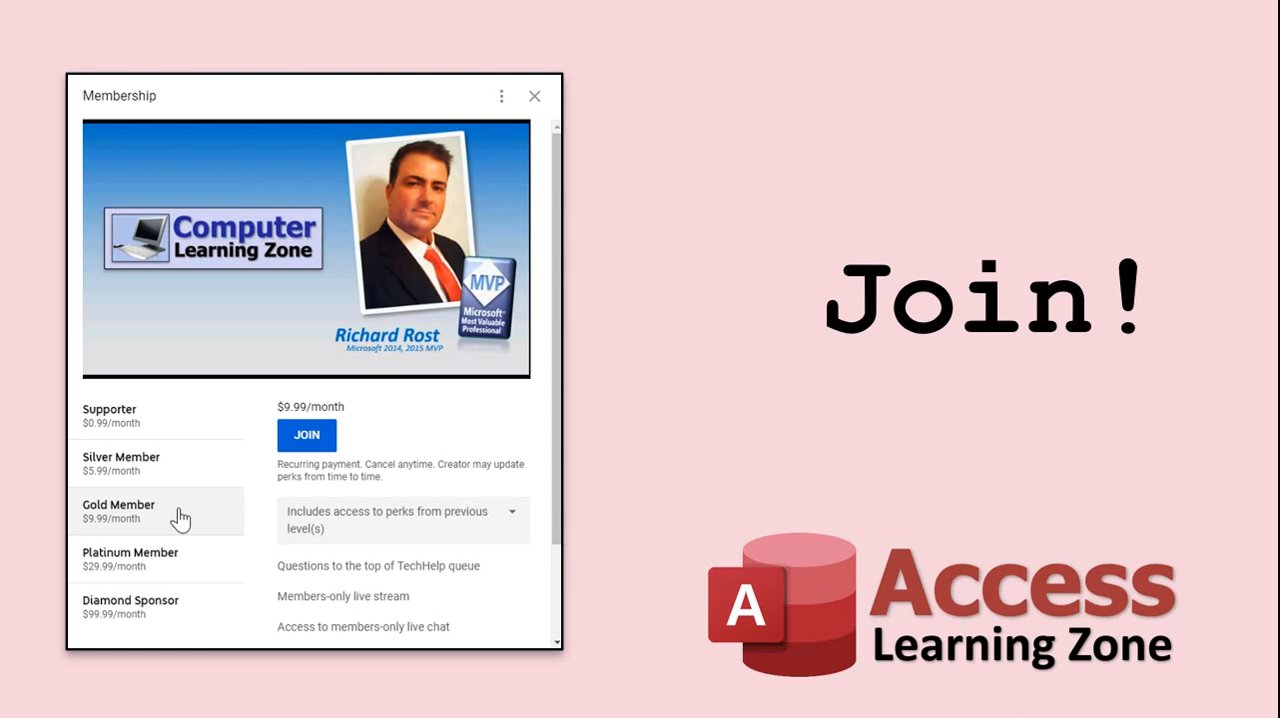 Membership
Computer
Learning Zone
MVP
Microsoft®
Most Valuable
Professional
Richard Rost
Microsoft 2014, 2015 MVP
Supporter
$0.99/month
Silver Member
$5.99/month
Gold Member
$9.99/month
Platinum Member
$29.99/month
Diamond Sponsor
$99.99/month
$9.99/month
JOIN
Recurring payment. Cancel anytime. Creator may update
perks from time to time.
Includes access to perks from previous
level(s)
Questions to the top of TechHelp queue
Members-only live stream
Access to members-only live chat
Join!
A
Access
Learning Zone